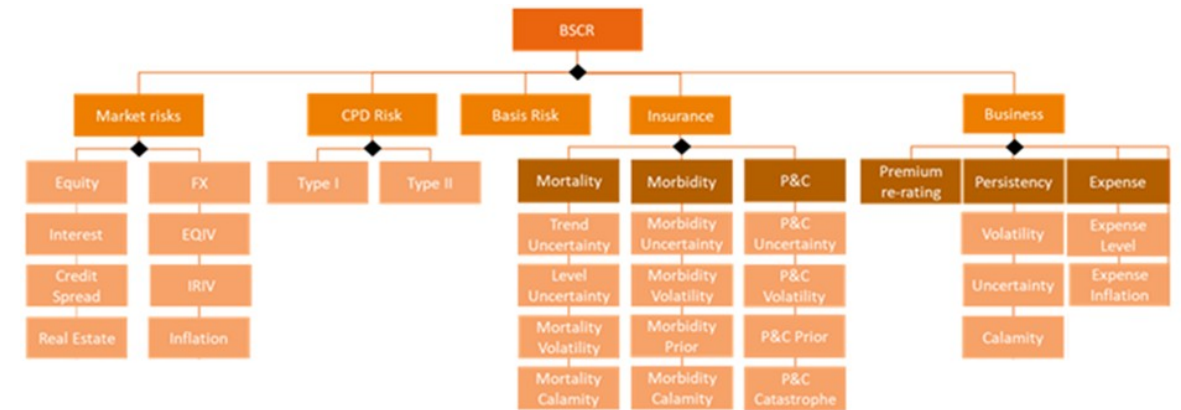 BSCR
Market risks
CPD Risk
Basis Risk
Insurance
Business
Equity
FX
Type I
Type II
Mortality
Morbidity
P&C
Premium
re-rating
Persistency
Expense
Interest
EQIV
Trend
Uncertainty
Morbidity
Uncertainty
P&C
Uncertainty
Volatility
Expense
Level
Credit
Spread
IRIV
Level
Uncertainty
Morbidity
Volatility
P&C
Volatility
Uncertainty
Expense
Inflation
Real Estate
Inflation
Mortality
Volatility
Morbidity
Prior
P&C Prior
Calamity
Mortality
Calamity
Morbidity
Calamity
P&C
Catastrophe